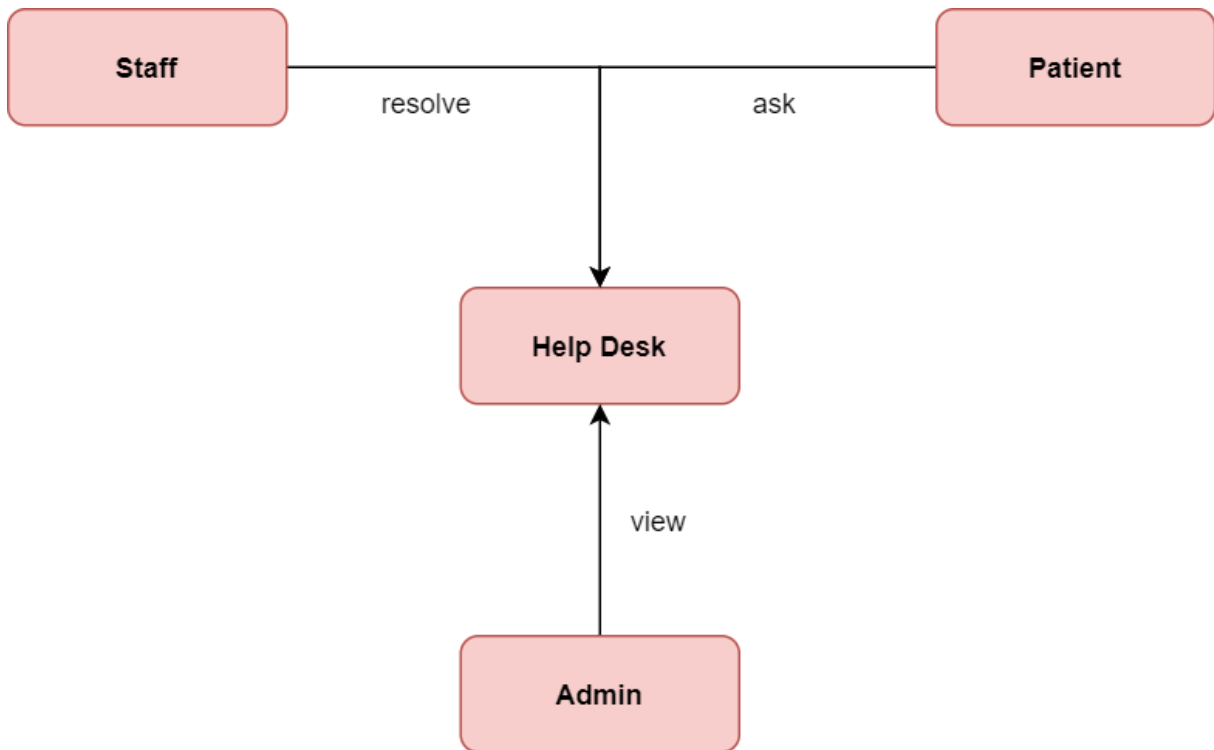 Staff
Patient
resolve
ask
Help Desk
view
Admin